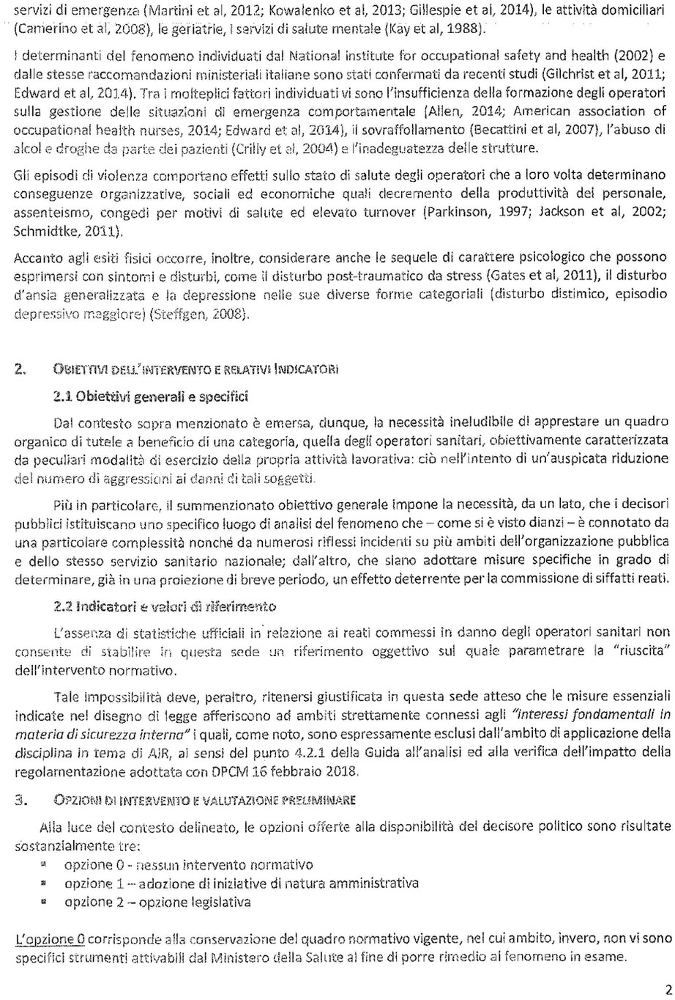 servizi di emergenza (Martini et al, 2012; Kowalenko et al, 2013; Gillespie et al, 2014), le attività domiciliari
(Camerino et al, 2008), le geriatrie, i servizi di salute mentale (Kay et al, 1988).
I determinanti del fenomeno individuati dal National institute for occupational safety and health (2002) e
dalle stesse raccomandazioni ministeriali italiane sono stati confermati da recenti studi (Gilchrist et al, 2011;
Edward et al, 2014). Tra i molteplici fattori individuati vi sono l'insufficienza della formazione degli operatori
sulla gestione delle situazioni di emergenza comportamentale (Allen, 2014; American association of
occupational health nurses, 2014; Edward et al, 2014), il sovraffollamento (Becattini et al, 2007), l'abuso di
alcol e droghe da parte dei pazienti (Crilly et al, 2004) e l'inadeguatezza delle strutture.
Gli episodi di violenza comportano effetti sullo stato di salute degli operatori che a loro volta determinano
conseguenze organizzative, sociali ed economiche quali decremento della produttività del personale,
assenteismo, congedi per motivi di salute ed elevato turnover (Parkinson, 1997; Jackson et al, 2002;
Schmidtke, 2011).
Accanto agli esiti fisici occorre, inoltre, considerare anche le sequele di carattere psicologico che possono
esprimersi con sintomi e disturbi, come il disturbo post-traumatico da stress (Gates et al, 2011), il disturbo
d'ansia generalizzata e la depressione nelle sue diverse forme categoriali (disturbo distimico, episodio
depressivo maggiore) (Steffgen, 2008).
2. OBIETTIVI DELL'INTERVENTO E RELATIVI INDICATORI
2.1 Obiettivi generali e specifici
Dal contesto sopra menzionato è emersa, dunque, la necessità ineludibile di apprestare un quadro
organico di tutele a beneficio di una categoria, quella degli operatori sanitari, obiettivamente caratterizzata
da peculiari modalità di esercizio della propria attività lavorativa: ciò nell'intento di un'auspicata riduzione
del numero di aggressioni ai danni di tali soggetti.
Più in particolare, il summenzionato obiettivo generale impone la necessità, da un lato, che i decisori
pubblici istituiscano uno specifico luogo di analisi del fenomeno che – come si è visto dianzi – è connotato da
una particolare complessità nonché da numerosi riflessi incidenti su più ambiti dell'organizzazione pubblica
e dello stesso servizio sanitario nazionale; dall'altro, che siano adottare misure specifiche in grado di
determinare, già in una proiezione di breve periodo, un effetto deterrente per la commissione di siffatti reati.
2.2 Indicatori e valori di riferimento
L'assenza di statistiche ufficiali in relazione ai reati commessi in danno degli operatori sanitari non
consente di stabilire in questa sede un riferimento oggettivo sul quale parametrare la "riuscita"
dell'intervento normativo.
Tale impossibilità deve, peraltro, ritenersi giustificata in questa sede atteso che le misure essenziali
indicate nel disegno di legge afferiscono ad ambiti strettamente connessi agli "interessi fondamentali in
materia di sicurezza interna" i quali, come noto, sono espressamente esclusi dall'ambito di applicazione della
disciplina in tema di AIR, ai sensi del punto 4.2.1 della Guida all'analisi ed alla verifica dell'impatto della
regolamentazione adottata con DPCM 16 febbraio 2018.
3. OPZIONI DI INTERVENTO E VALUTAZIONE PRELIMINARE
Alla luce del contesto delineato, le opzioni offerte alla disponibilità del decisore politico sono risultate
sostanzialmente tre:
▪ opzione 0 - nessun intervento normativo
▪ opzione 1 – adozione di iniziative di natura amministrativa
▪ opzione 2 – opzione legislativa
L'opzione 0 corrisponde alla conservazione del quadro normativo vigente, nel cui ambito, invero, non vi sono
specifici strumenti attivabili dal Ministero della Salute al fine di porre rimedio al fenomeno in esame.
2